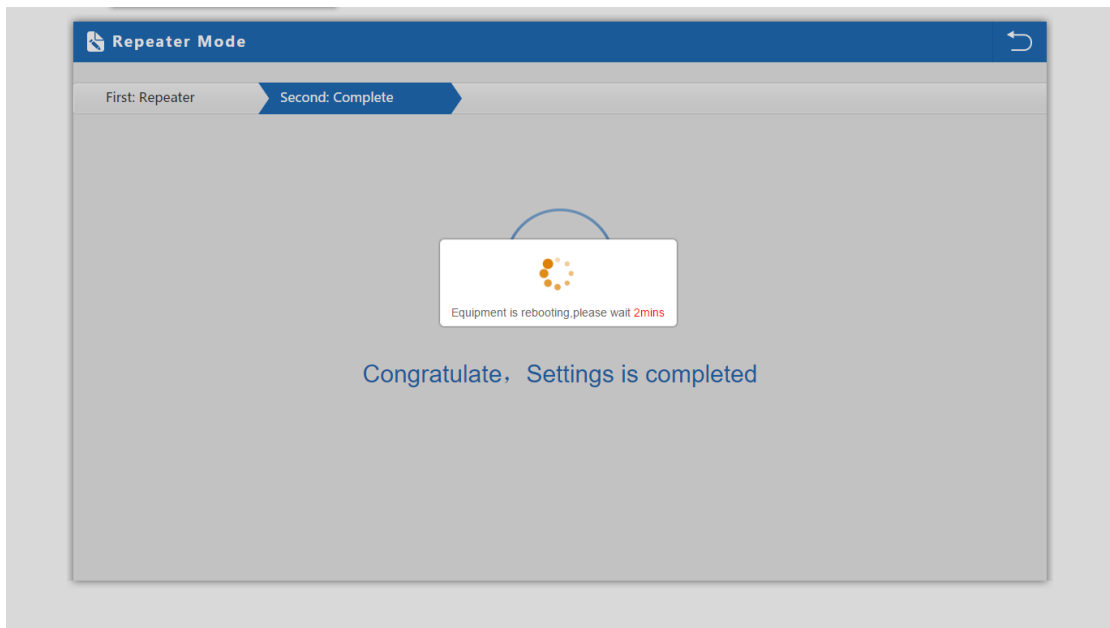 Repeater Mode
First: Repeater
Second: Complete
Equipment is rebooting,please wait 2mins
Congratulate，Settings is completed